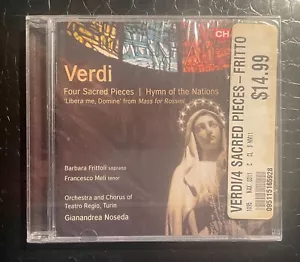 CH
Verdi
Four Sacred Pieces | Hymn of the Nations
'Libera me, Domine' from Mass for Rossini
Barbara Frittoli soprano
Francesco Meli tenor
Orchestra and Chorus of
Teatro Regio, Turin
Gianandrea Noseda
VERDI/4 SACRED PIECES-FRITTO
$14.99